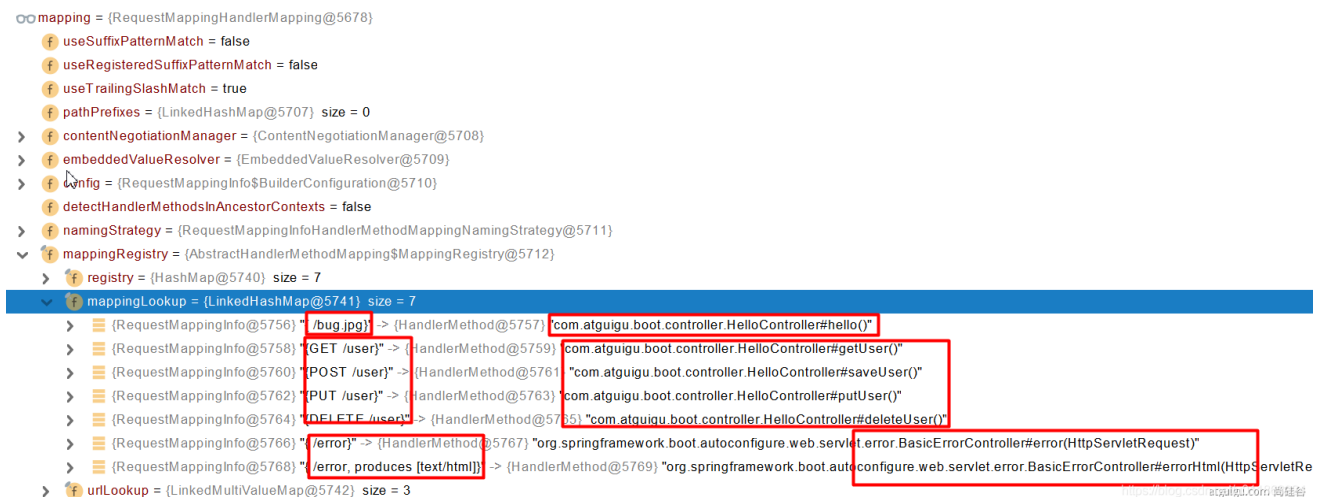 mapping = {RequestMappingHandlerMapping@5678}
f useSuffixPatternMatch = false
f useRegisteredSuffixPatternMatch = false
f useTrailingSlashMatch = true
f pathPrefixes = {LinkedHashMap@5707} size = 0
f contentNegotiationManager = {ContentNegotiationManager@5708}
f embeddedValueResolver = {EmbeddedValueResolver@5709}
f config = {RequestMappingInfo$BuilderConfiguration@5710}
f detectHandlerMethodsInAncestorContexts = false
f namingStrategy = {RequestMappingInfoHandlerMethodMappingNamingStrategy@5711}
f mappingRegistry = {AbstractHandlerMethodMapping$MappingRegistry@5712}
f registry = {HashMap@5740} size = 7
f mappingLookup = {LinkedHashMap@5741} size = 7
{RequestMappingInfo@5756} "{ /bug.jpg}" -> {HandlerMethod@5757} "com.atguigu.boot.controller.HelloController#hello()"
{RequestMappingInfo@5758} "{GET /user}" -> {HandlerMethod@5759} "com.atguigu.boot.controller.HelloController#getUser()"
{RequestMappingInfo@5760} "{POST /user}" -> {HandlerMethod@5761} "com.atguigu.boot.controller.HelloController#saveUser()"
{RequestMappingInfo@5762} "{PUT /user}" -> {HandlerMethod@5763} "com.atguigu.boot.controller.HelloController#putUser()"
{RequestMappingInfo@5764} "{DELETE /user}" -> {HandlerMethod@5765} "com.atguigu.boot.controller.HelloController#deleteUser()"
{RequestMappingInfo@5766} "{ /error}" -> {HandlerMethod@5767} "org.springframework.boot.autoconfigure.web.servlet.error.BasicErrorController#error(HttpServletRequest)"
{RequestMappingInfo@5768} "{ /error, produces [text/html]}" -> {HandlerMethod@5769} "org.springframework.boot.autoconfigure.web.servlet.error.BasicErrorController#errorHtml(HttpServletRe
f urlLookup = {LinkedMultiValueMap@5742} size = 3
atguigu.com 尚硅谷